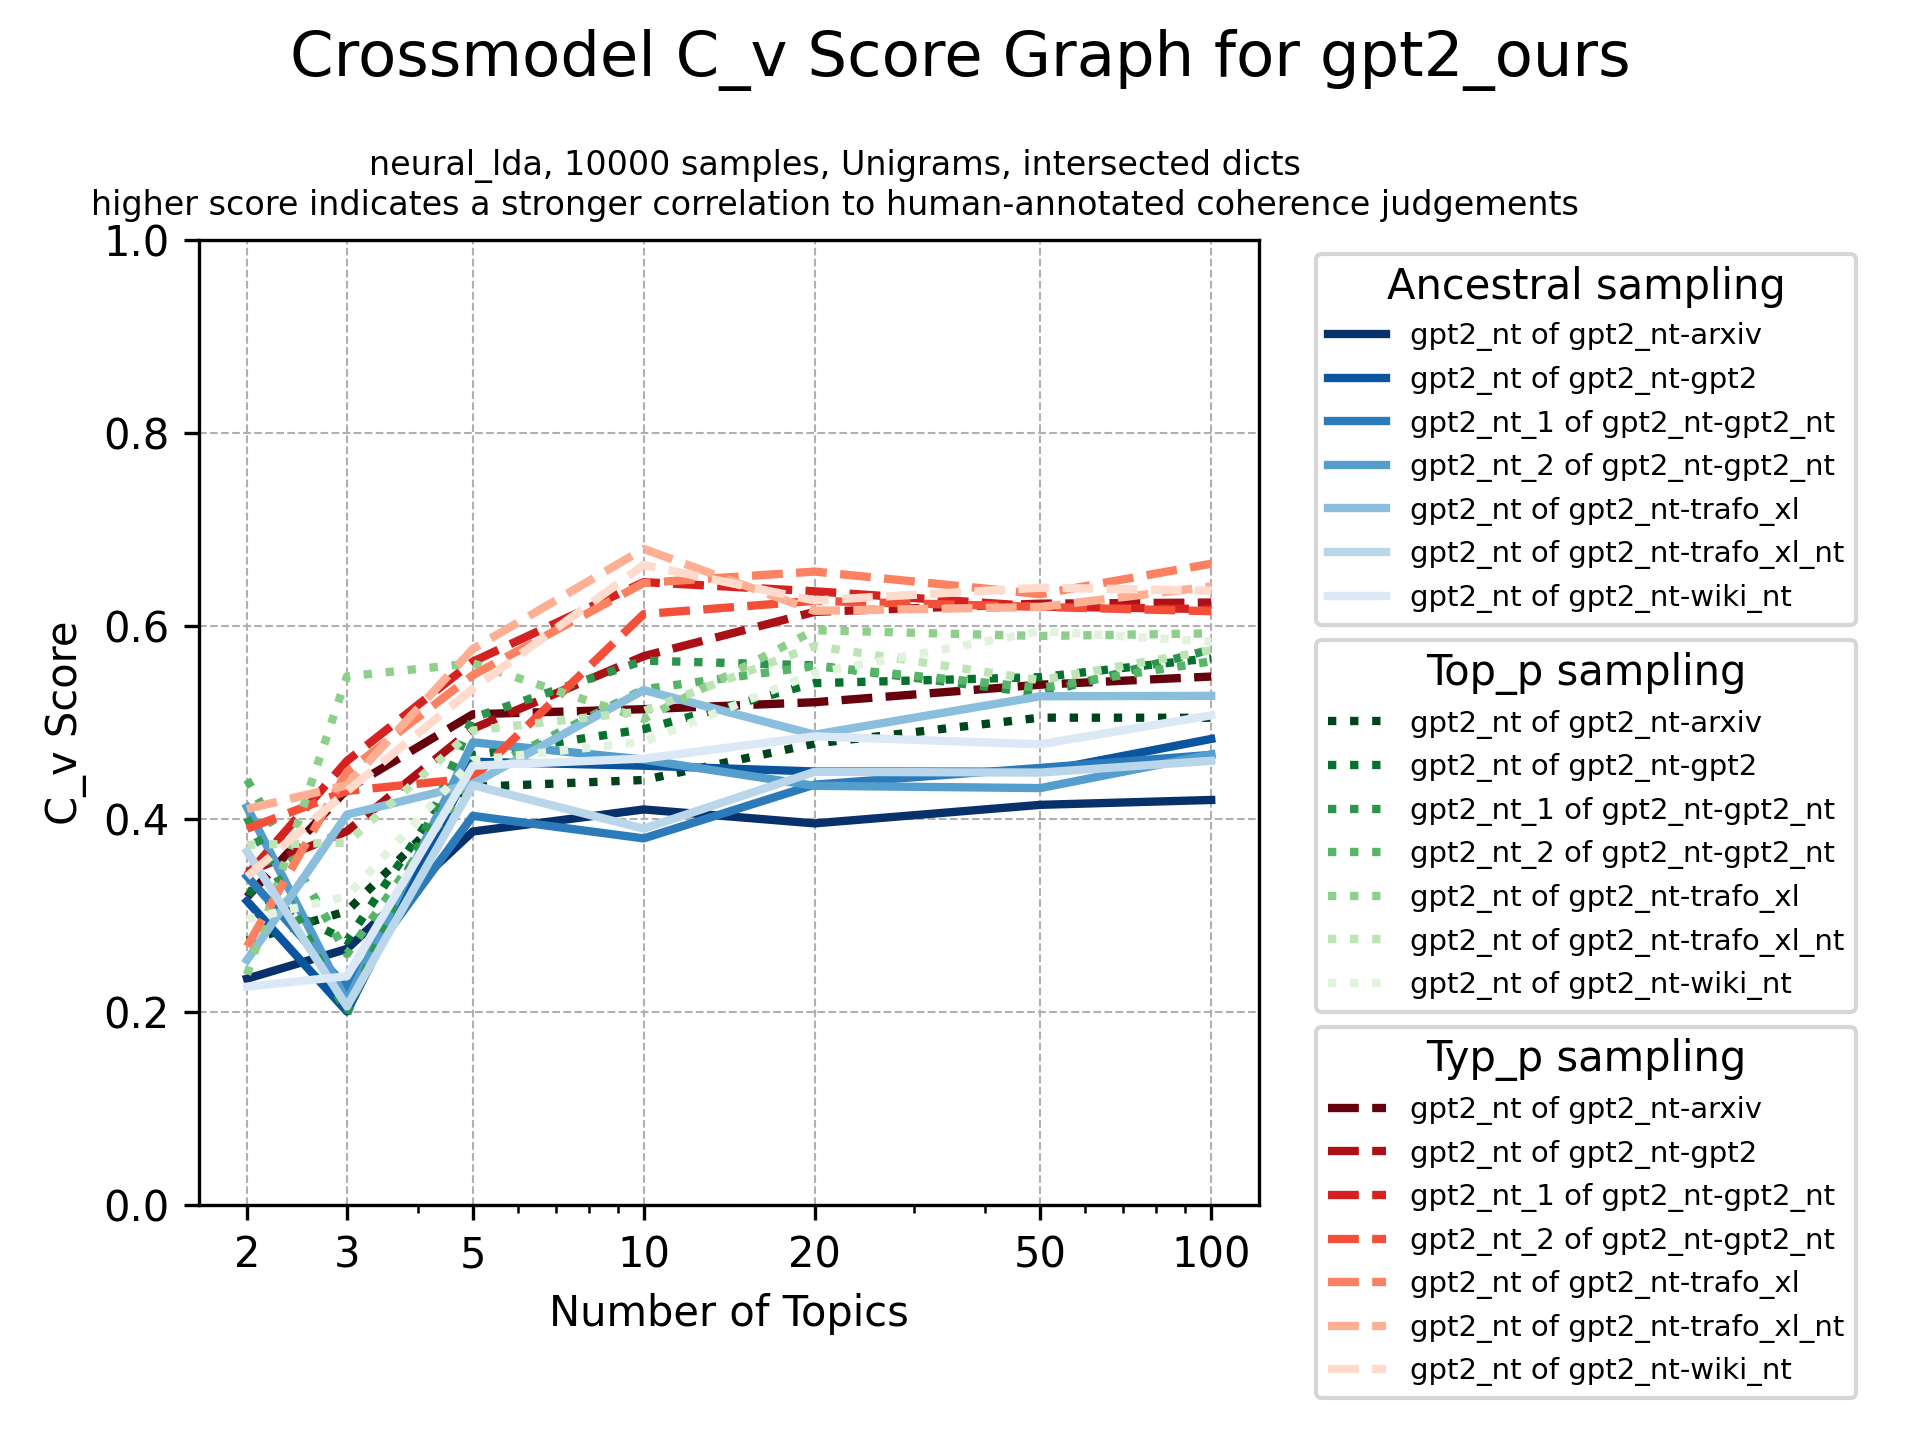 Crossmodel C_v Score Graph for gpt2_ours
neural_lda, 10000 samples, Unigrams, intersected dicts
higher score indicates a stronger correlation to human-annotated coherence judgements
C_v Score
1.0
0.8
0.6
0.4
0.2
0.0
2 3 5 10 20 50 100
Number of Topics
Ancestral sampling
gpt2_nt of gpt2_nt-arxiv
gpt2_nt of gpt2_nt-gpt2
gpt2_nt_1 of gpt2_nt-gpt2_nt
gpt2_nt_2 of gpt2_nt-gpt2_nt
gpt2_nt of gpt2_nt-trafo_xl
gpt2_nt of gpt2_nt-trafo_xl_nt
gpt2_nt of gpt2_nt-wiki_nt
Top_p sampling
gpt2_nt of gpt2_nt-arxiv
gpt2_nt of gpt2_nt-gpt2
gpt2_nt_1 of gpt2_nt-gpt2_nt
gpt2_nt_2 of gpt2_nt-gpt2_nt
gpt2_nt of gpt2_nt-trafo_xl
gpt2_nt of gpt2_nt-trafo_xl_nt
gpt2_nt of gpt2_nt-wiki_nt
Typ_p sampling
gpt2_nt of gpt2_nt-arxiv
gpt2_nt of gpt2_nt-gpt2
gpt2_nt_1 of gpt2_nt-gpt2_nt
gpt2_nt_2 of gpt2_nt-gpt2_nt
gpt2_nt of gpt2_nt-trafo_xl
gpt2_nt of gpt2_nt-trafo_xl_nt
gpt2_nt of gpt2_nt-wiki_nt